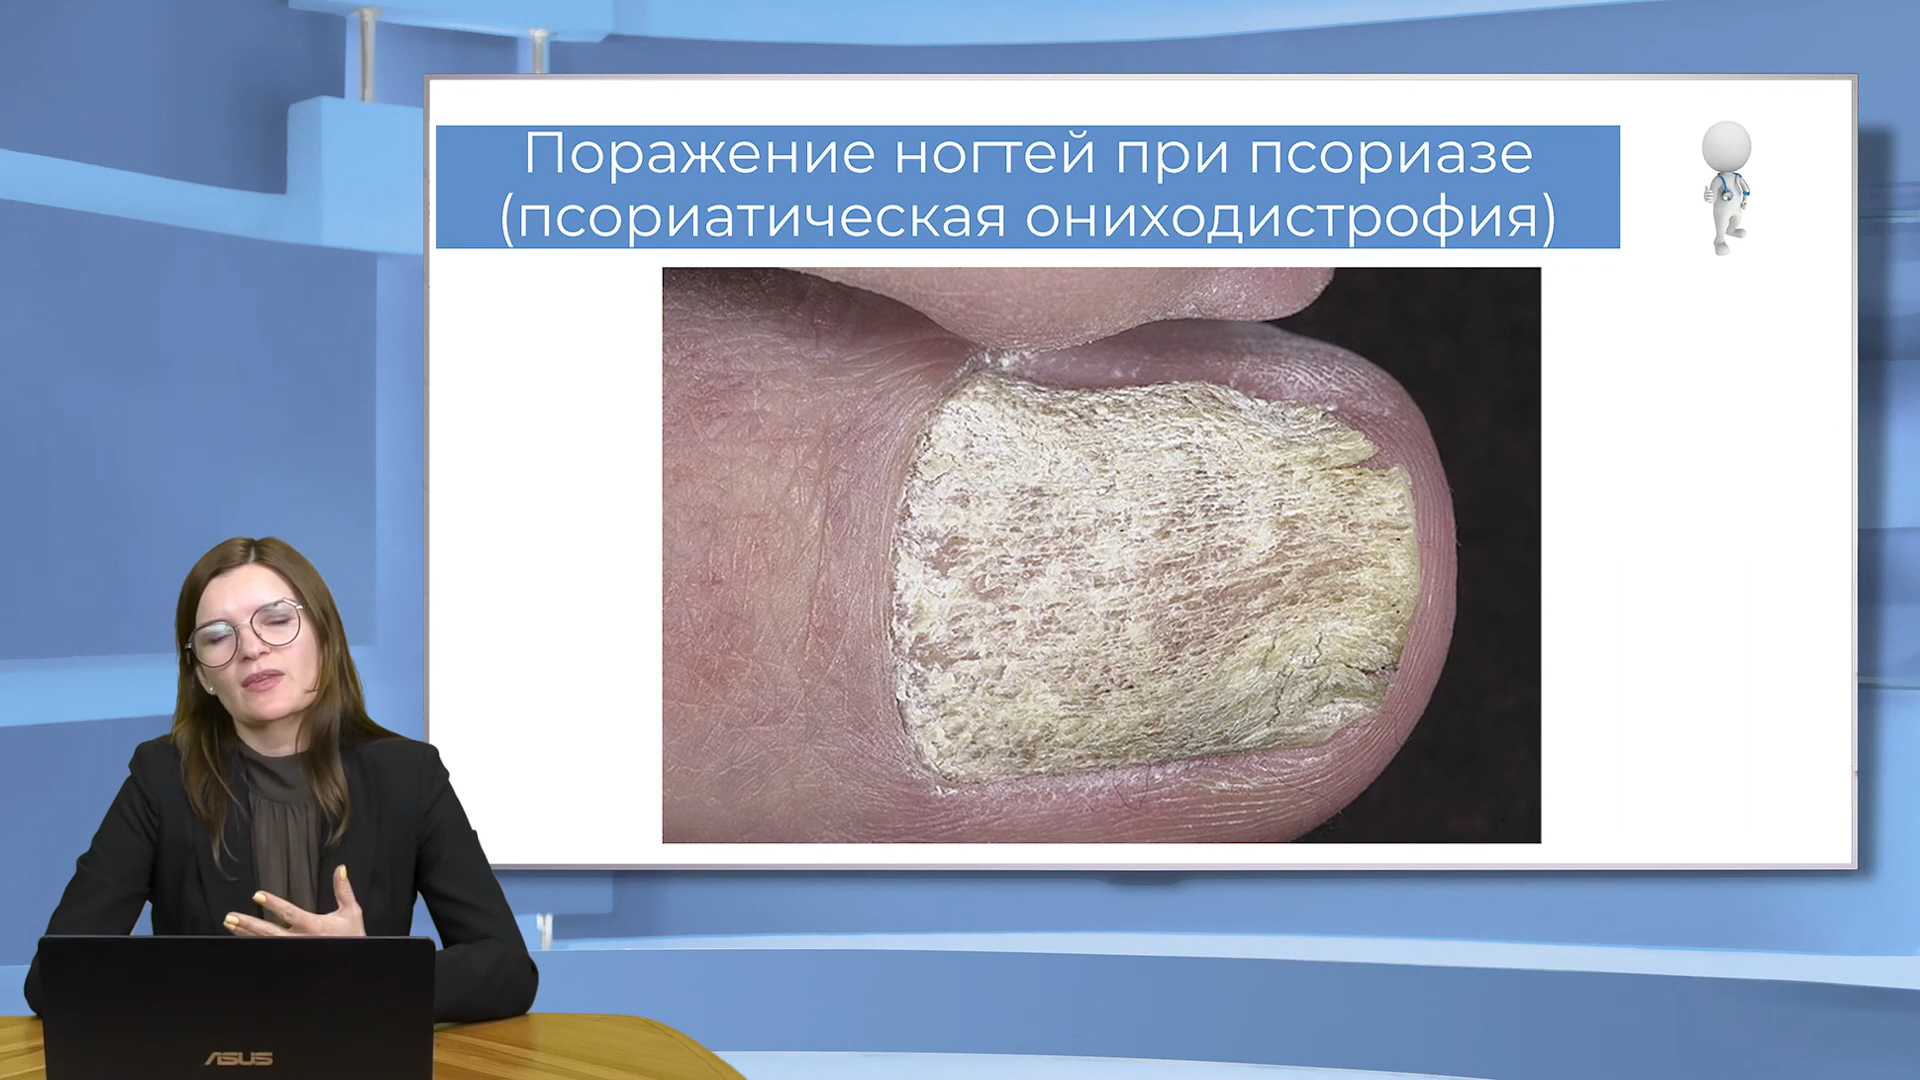 Поражение ногтей при псориазе
(псориатическая ониходистрофия)
ASUS